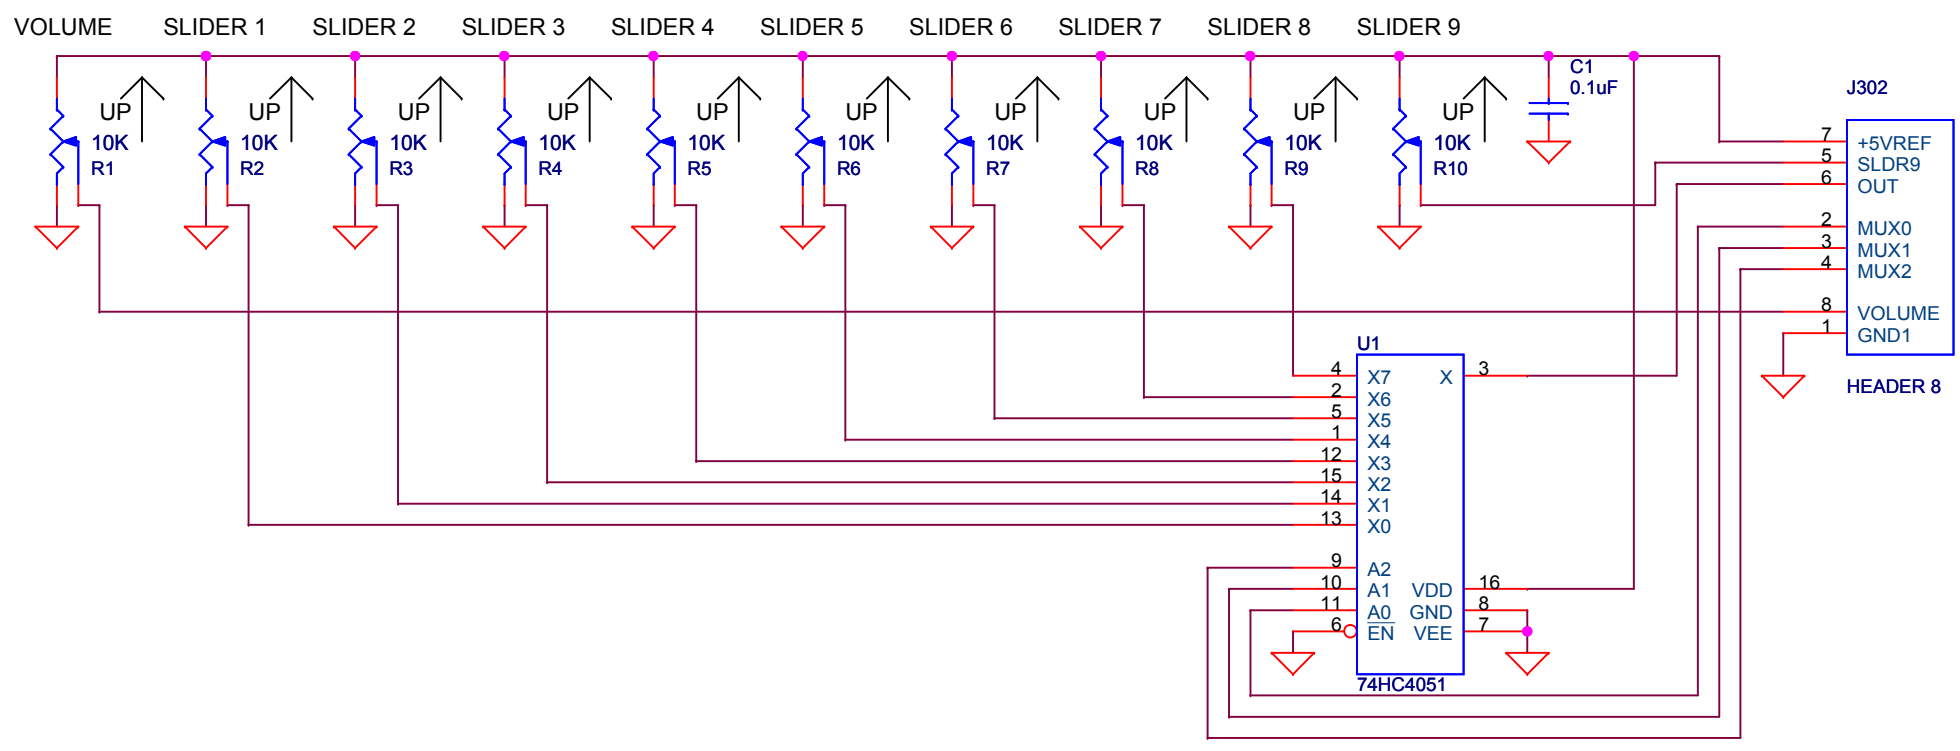 VOLUME SLIDER 1 SLIDER 2 SLIDER 3 SLIDER 4 SLIDER 5 SLIDER 6 SLIDER 7 SLIDER 8 SLIDER 9
C1
0.1uF
J302
UP UP UP UP UP UP UP UP UP UP
10K 10K 10K 10K 10K 10K 10K 10K 10K 10K
R1 R2 R3 R4 R5 R6 R7 R8 R9 R10
7 +5VREF
5 SLDR9
6 OUT
2 MUX0
3 MUX1
4 MUX2
8 VOLUME
1 GND1
HEADER 8
U1
4 X7 X 3
2 X6
5 X5
1 X4
12 X3
15 X2
14 X1
13 X0
9 A2
10 A1 VDD 16
11 A0 GND 8
6 EN VEE 7
74HC4051